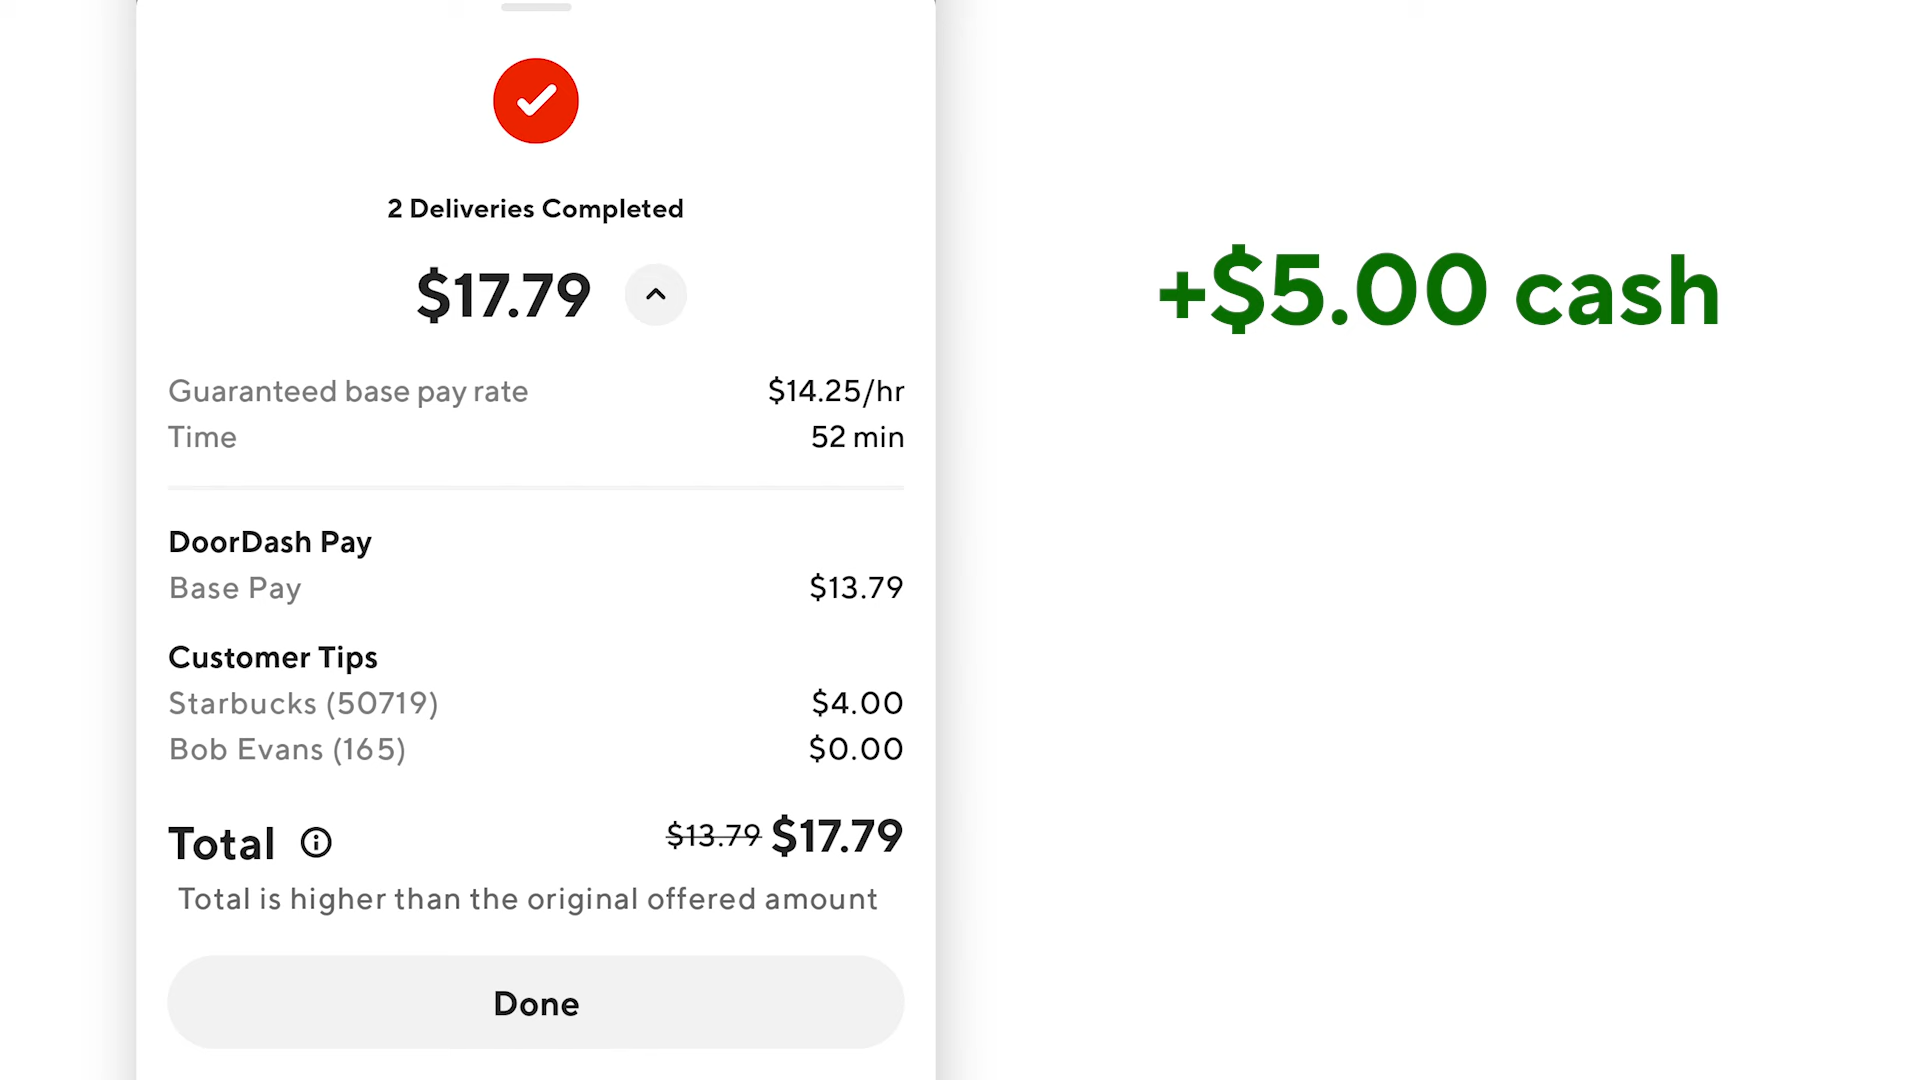 2 Deliveries Completed
$17.79
+$5.00 cash
Guaranteed base pay rate $14.25/hr
Time 52 min
DoorDash Pay
Base Pay $13.79
Customer Tips
Starbucks (50719) $4.00
Bob Evans (165) $0.00
Total $13.79 $17.79
Total is higher than the original offered amount
Done